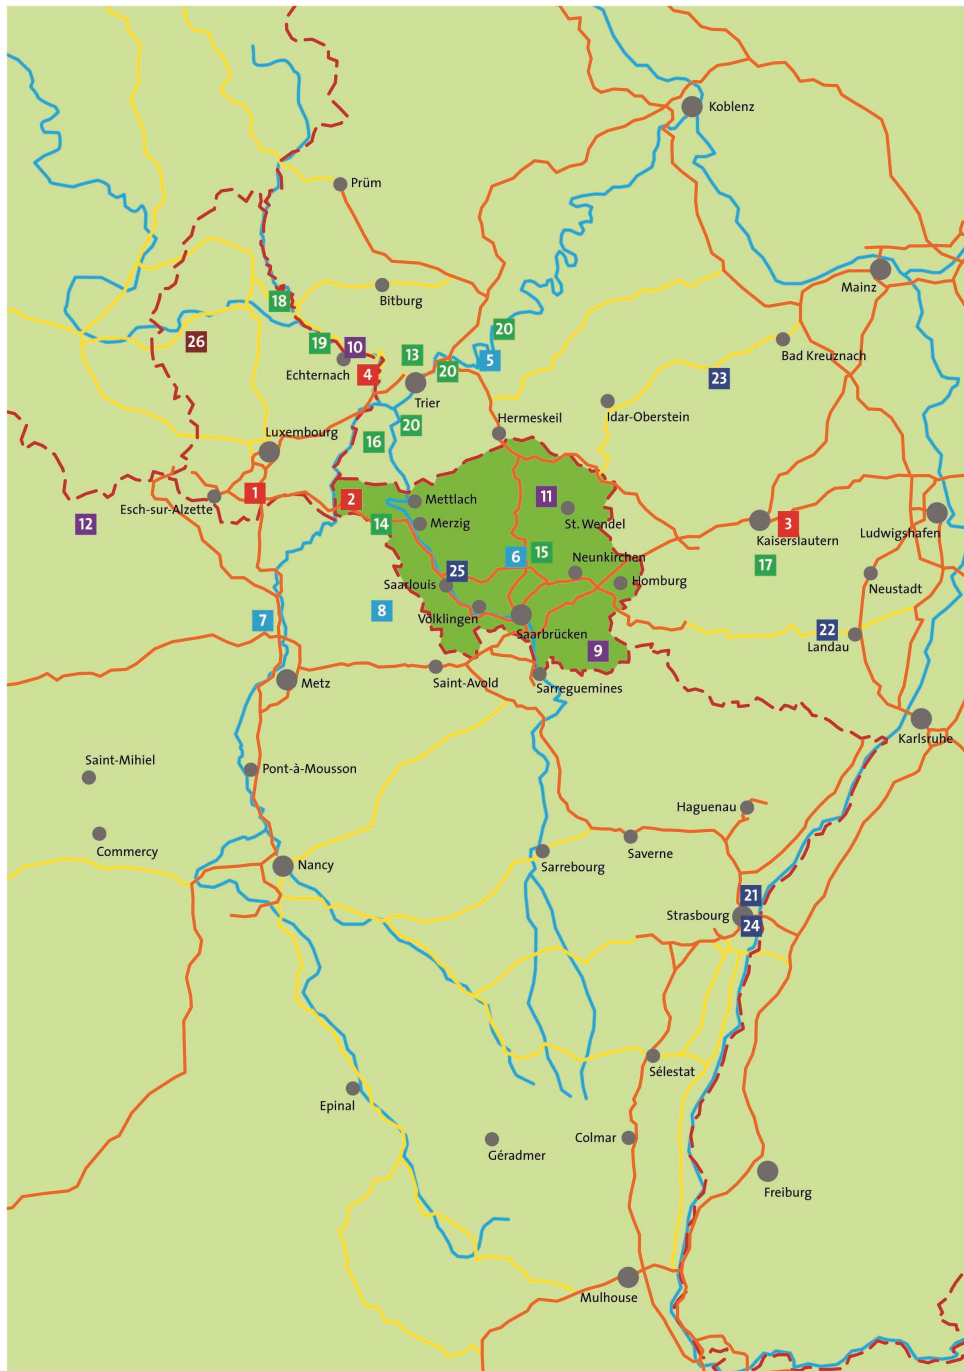 Koblenz
Prüm
Mainz
Bitburg
18
20
19
10
13
26
5
Bad Kreuznach
Echternach
4
20
23
Trier
Idar-Oberstein
Hermeskeil
20
Luxembourg
16
1
2
Mettlach
11
Esch-sur-Alzette
St. Wendel
12
14
Merzig
3
Kaiserslautern
Ludwigshafen
6
15
Neunkirchen
17
25
Saarlouis
Homburg
Neustadt
7
8
Völklingen
Saarbrücken
22
Landau
9
Saint-Avold
Metz
Sarreguemines
Karlsruhe
Saint-Mihiel
Pont-à-Mousson
Haguenau
Commercy
Saverne
Nancy
Sarrebourg
21
Strasbourg
24
Sélestat
Epinal
Géradmer
Colmar
Freiburg
Mulhouse